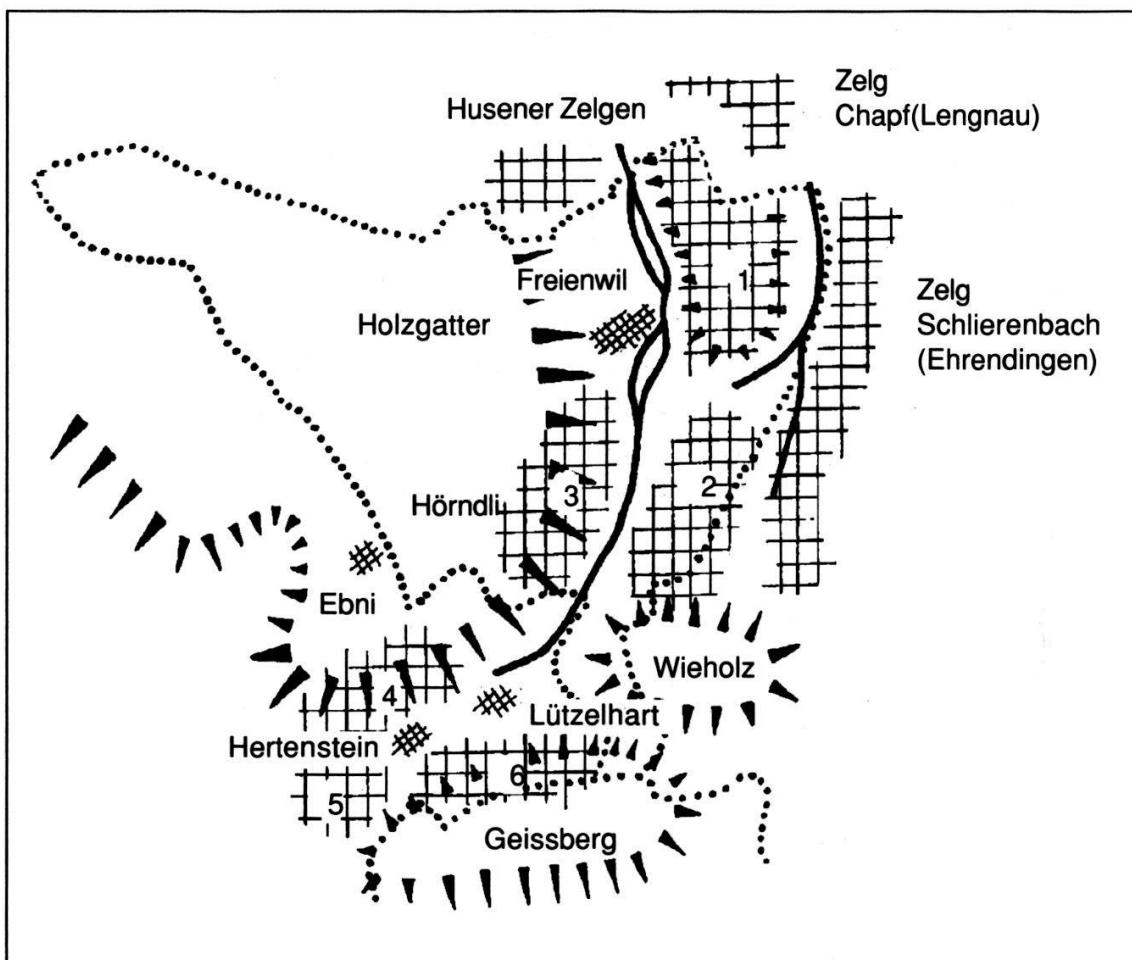 Husener Zelgen
Zelg
Chapf(Lengnau)
Freienwil
1
Holzgatter
Zelg
Schlierenbach
(Ehrendingen)
Hörndli
3
2
Ebni
Wieholz
4
Lützelhart
Hertenstein
6
5
Geissberg